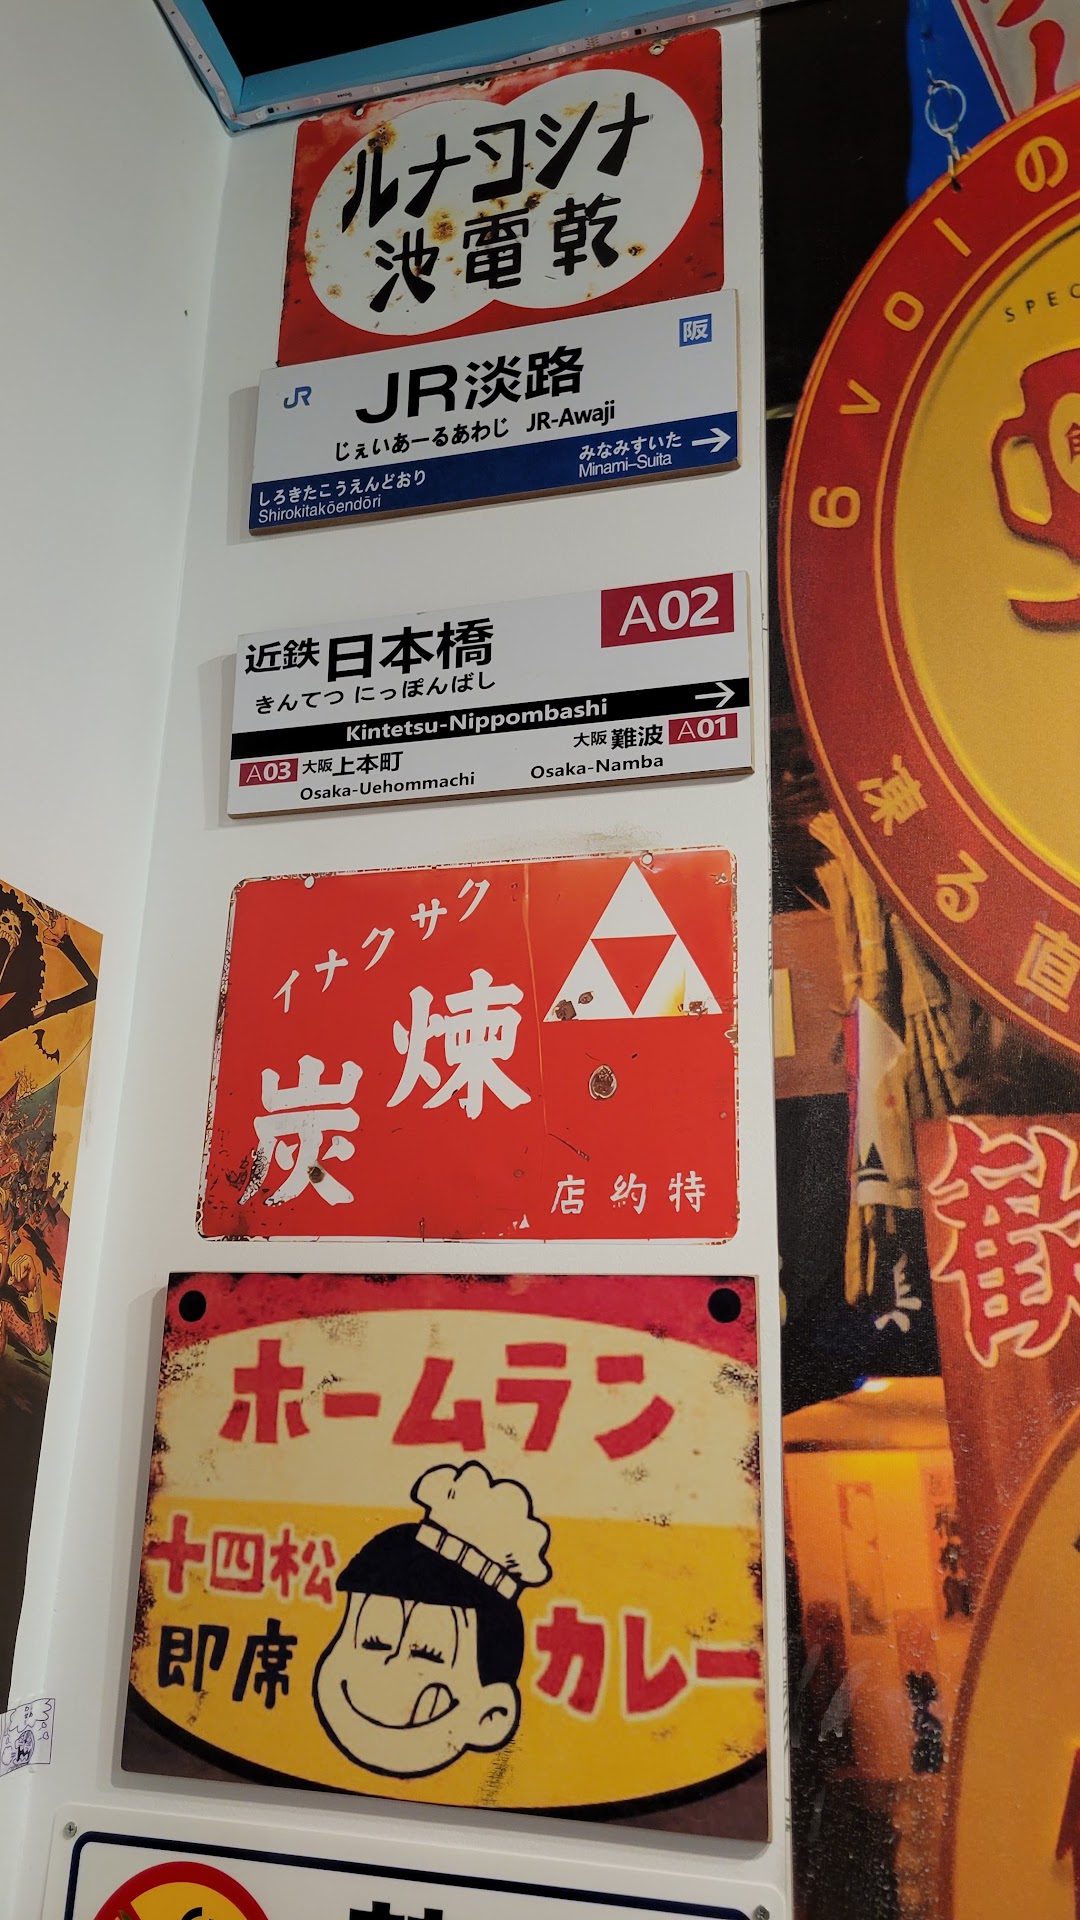 ルナヨシナ
池電乾
JR
阪
JR淡路
じぇいあーるあわじ JR-Awaji
しろきたこうえんどおり
Shirokitakōendōri
みなみすいた
Minami-Suita
近鉄日本橋
A02
きんてつ にっぽんばし
Kintetsu-Nippombashi
A03 大阪上本町
Osaka-Uehommachi
大阪難波 A01
Osaka-Namba
イナクサク
煉
炭
店約特
ホームラン
十四松
即席
カレー
6volの
SPEC
凍る直